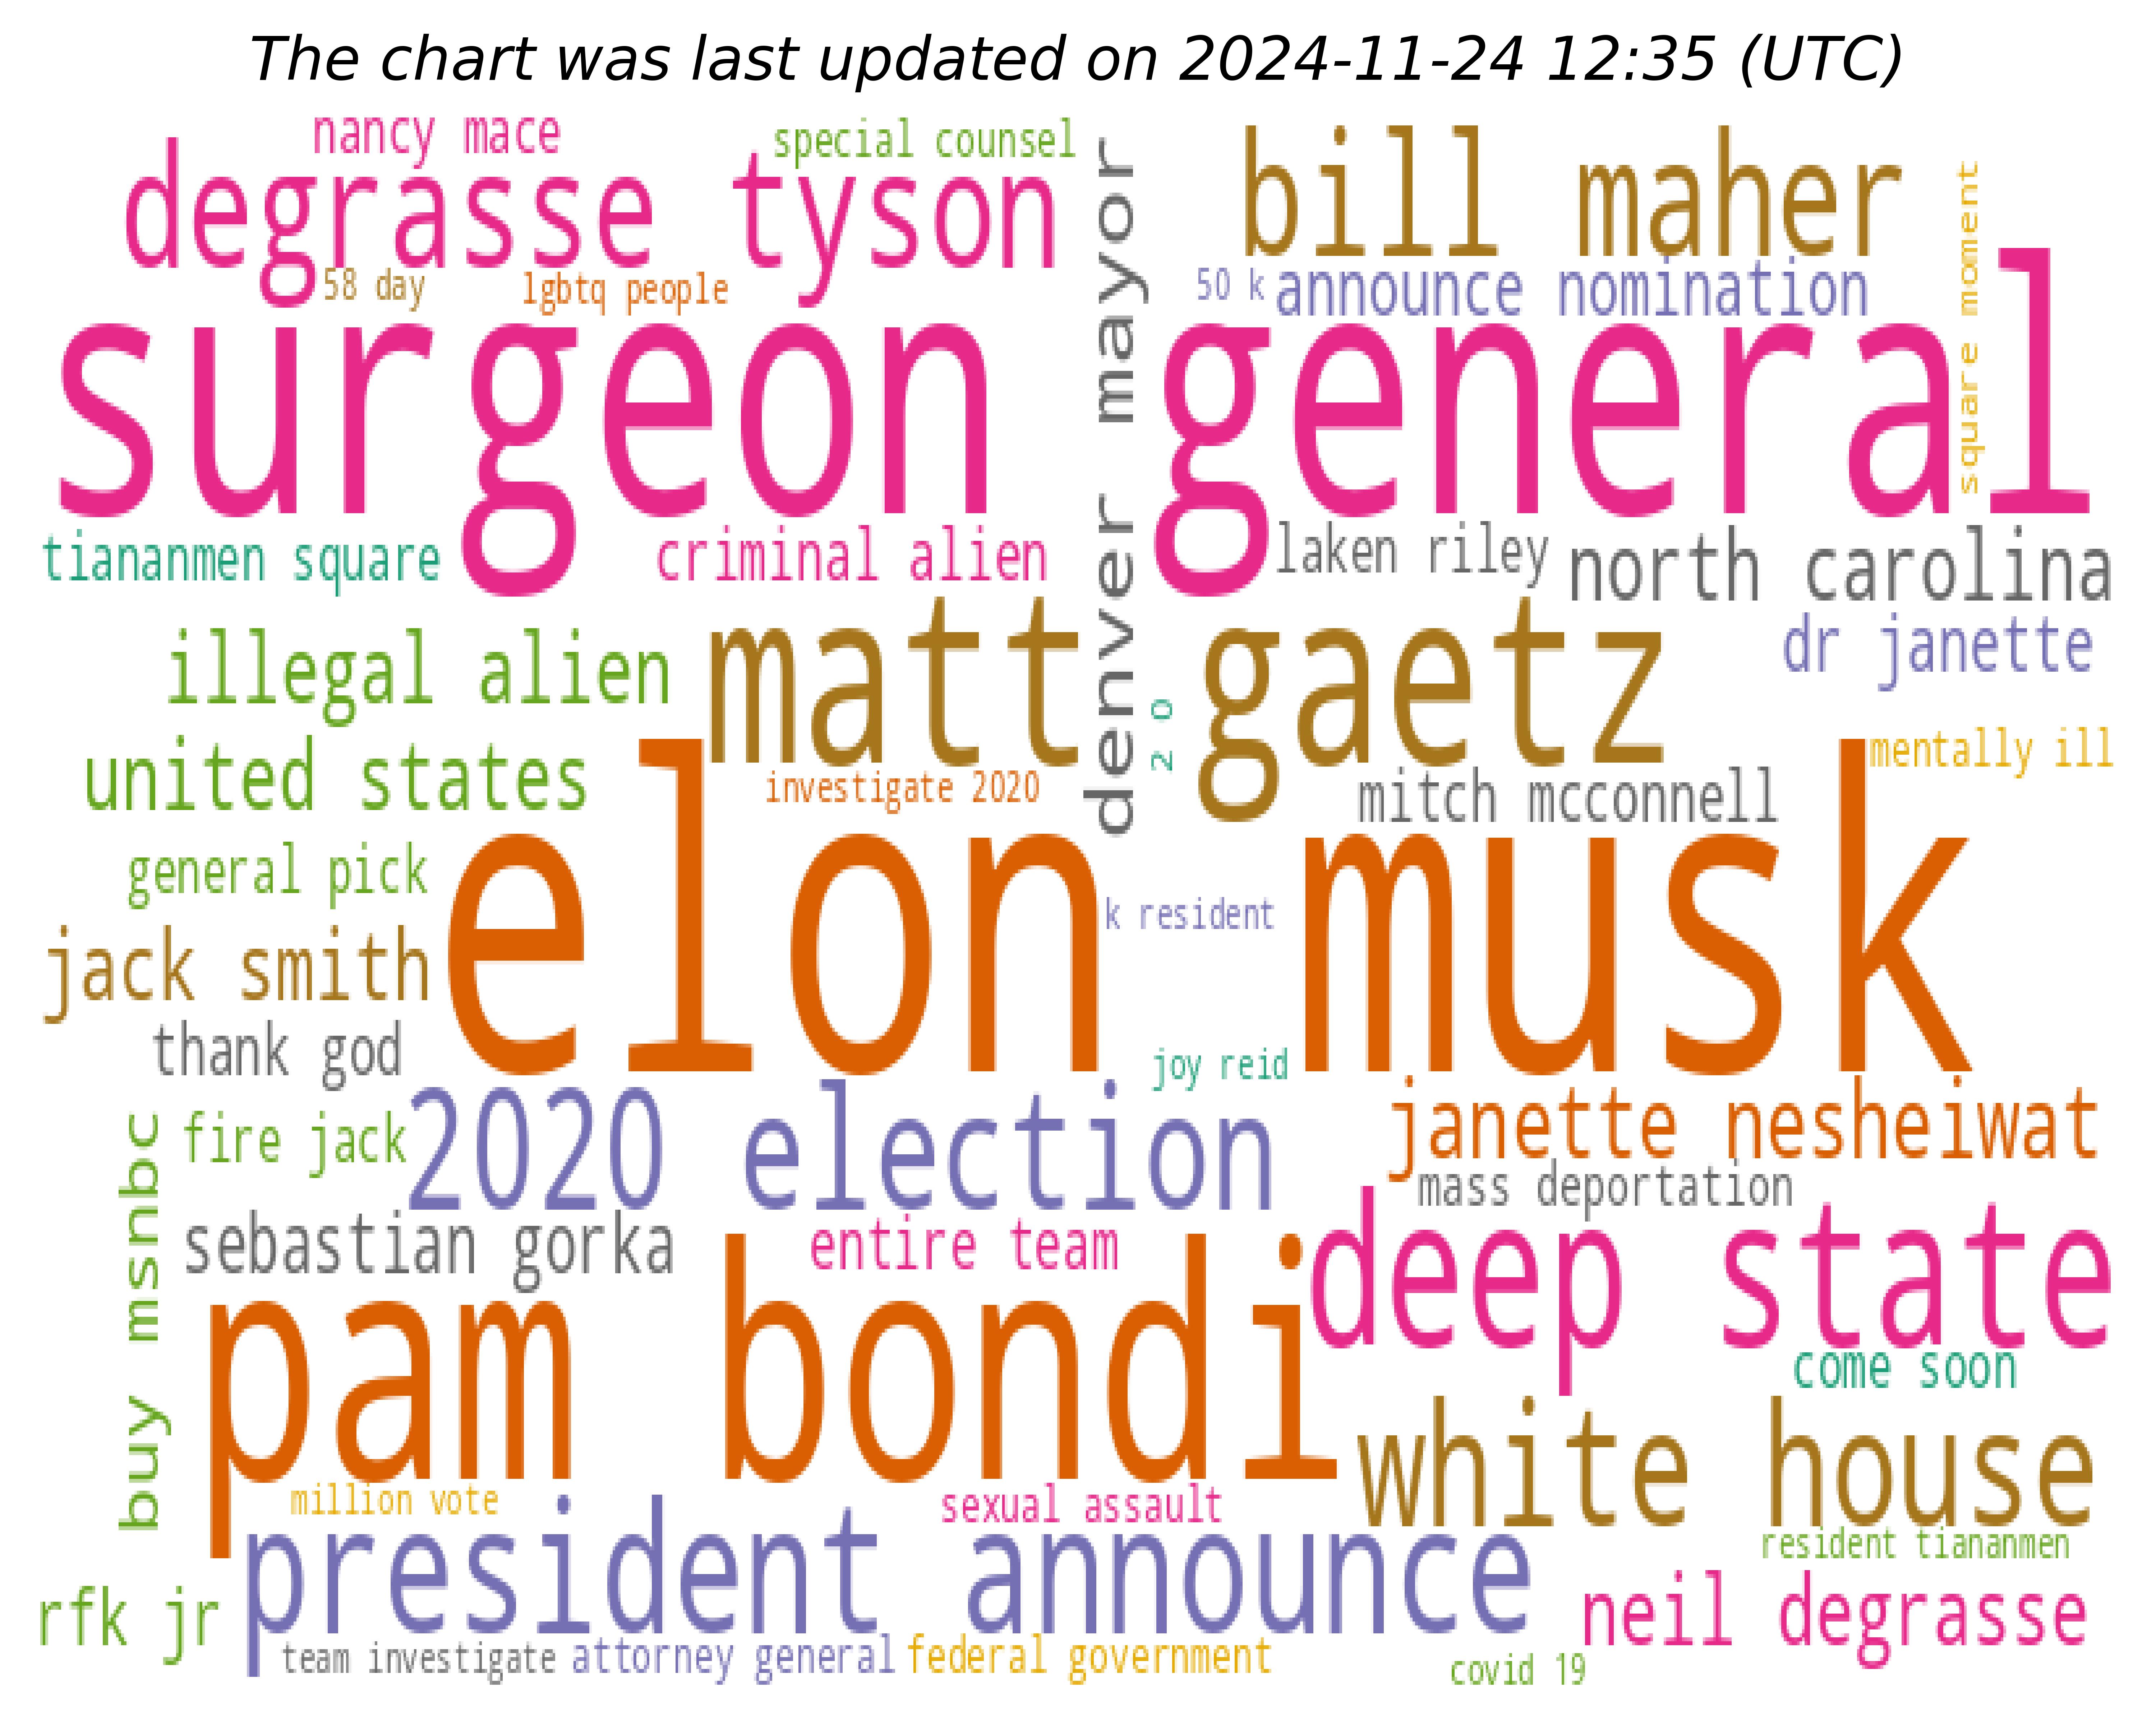 The chart was last updated on 2024-11-24 12:35 (UTC)
nancy mace
special counsel
degrasse tyson
bill maher
denver mayor
square moment
58 day
lgbtq people
50 k
announce nomination
surgeon general
tiananmen square
criminal alien
laken riley
north carolina
illegal alien
matt gaetz
dr janette
2 0
united states
investigate 2020
mitch mcconnell
mentally ill
general pick
elon musk
k resident
jack smith
thank god
joy reid
buy msnbc
fire jack
2020 election
janette nesheiwat
mass deportation
sebastian gorka
entire team
deep state
pam bondi
come soon
white house
million vote
sexual assault
president announce
resident tiananmen
rfk jr
neil degrasse
team investigate
attorney general
federal government
covid 19